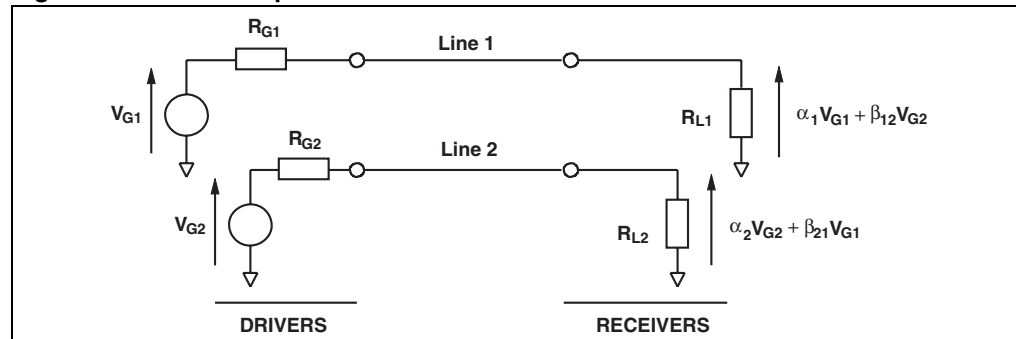 R_G1
Line 1
V_G1
R_L1
α_1V_G1 + β_12V_G2
R_G2
Line 2
V_G2
R_L2
α_2V_G2 + β_21V_G1
DRIVERS
RECEIVERS